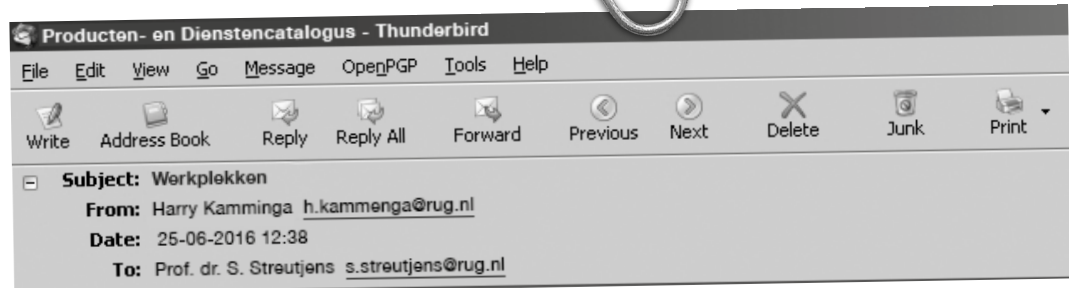 Producten- en Dienstencatalogus - Thunderbird
File Edit View Go Message OpenPGP Tools Help
Write Address Book Reply Reply All Forward Previous Next Delete Junk Print
Subject: Werkplekken
From: Harry Kamminga h.kammenga@rug.nl
Date: 25-06-2016 12:38
To: Prof. dr. S. Streutjens s.streutjens@rug.nl